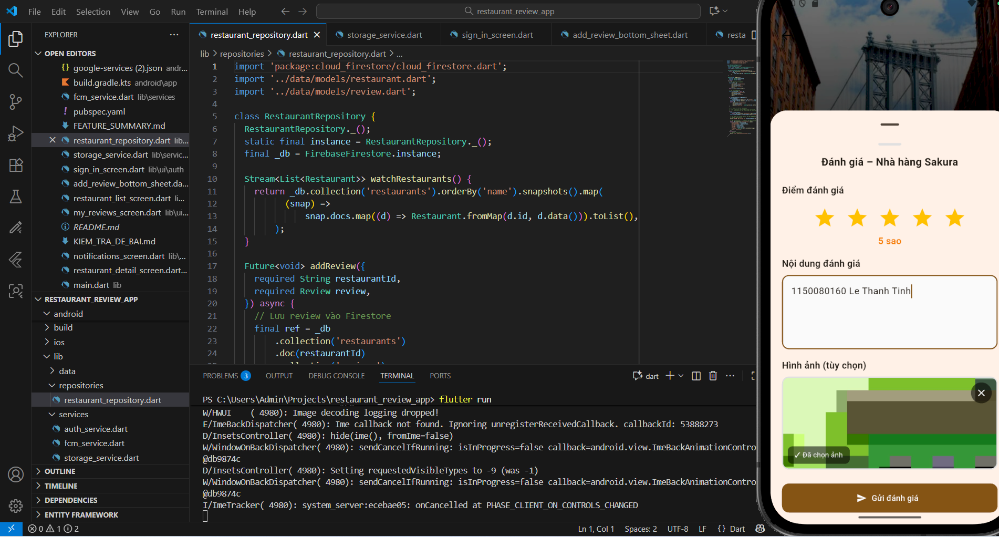 File Edit Selection View Go Run Terminal Help
restaurant_review_app
EXPLORER
OPEN EDITORS
google-services (2).json andr...
build.gradle.kts android\app
fcm_service.dart lib\services
pubspec.yaml
FEATURE_SUMMARY.md
restaurant_repository.dart lib...
storage_service.dart lib\servic...
sign_in_screen.dart lib\ui\auth
add_review_bottom_sheet.da...
restaurant_list_screen.dart li...
my_reviews_screen.dart lib\ui...
README.md
KIEM_TRA_DE_BAI.md
notifications_screen.dart lib\...
restaurant_detail_screen.dart...
main.dart lib
RESTAURANT_REVIEW_APP
android
build
ios
lib
data
repositories
restaurant_repository.dart
services
auth_service.dart
fcm_service.dart
storage_service.dart
OUTLINE
TIMELINE
DEPENDENCIES
ENTITY FRAMEWORK
restaurant_repository.dart
storage_service.dart
sign_in_screen.dart
add_review_bottom_sheet.dart
resta
lib > repositories > restaurant_repository.dart > ...
1 import 'package:cloud_firestore/cloud_firestore.dart';
2 import '../data/models/restaurant.dart';
3 import '../data/models/review.dart';
4
5 class RestaurantRepository {
6 RestaurantRepository._();
7 static final instance = RestaurantRepository._();
8 final _db = FirebaseFirestore.instance;
9
10 Stream<List<Restaurant>> watchRestaurants() {
11 return _db.collection('restaurants').orderBy('name').snapshots().map(
12 (snap) =>
13 snap.docs.map((d) => Restaurant.fromMap(d.id, d.data())).toList(),
14 );
15 }
16
17 Future<void> addReview({
18 required String restaurantId,
19 required Review review,
20 }) async {
21 // Lưu review vào Firestore
22 final ref = _db
23 .collection('restaurants')
24 .doc(restaurantId)
PROBLEMS 3 OUTPUT DEBUG CONSOLE TERMINAL PORTS
dart
PS C:\Users\Admin\Projects\restaurant_review_app> flutter run
W/HWUI ( 4980): Image decoding logging dropped!
E/ImeBackDispatcher( 4980): Ime callback not found. Ignoring unregisterReceivedCallback. callbackId: 53888273
D/InsetsController( 4980): hide(ime(), fromIme=false)
W/WindowOnBackDispatcher( 4980): sendCancelIfRunning: isInProgress=false callback=android.view.ImeBackAnimationContro
@db9874c
D/InsetsController( 4980): Setting requestedVisibleTypes to -9 (was -1)
W/WindowOnBackDispatcher( 4980): sendCancelIfRunning: isInProgress=false callback=android.view.ImeBackAnimationContro
@db9874c
I/ImeTracker( 4980): system_server:ecebae05: onCancelled at PHASE_CLIENT_ON_CONTROLS_CHANGED
0 1 2
Ln 1, Col 1 Spaces: 2 UTF-8 LF {} Dart
Đánh giá – Nhà hàng Sakura
Điểm đánh giá
5 sao
Nội dung đánh giá
1150080160 Le Thanh Tinh
Hình ảnh (tùy chọn)
✓ Đã chọn ảnh
Gửi đánh giá